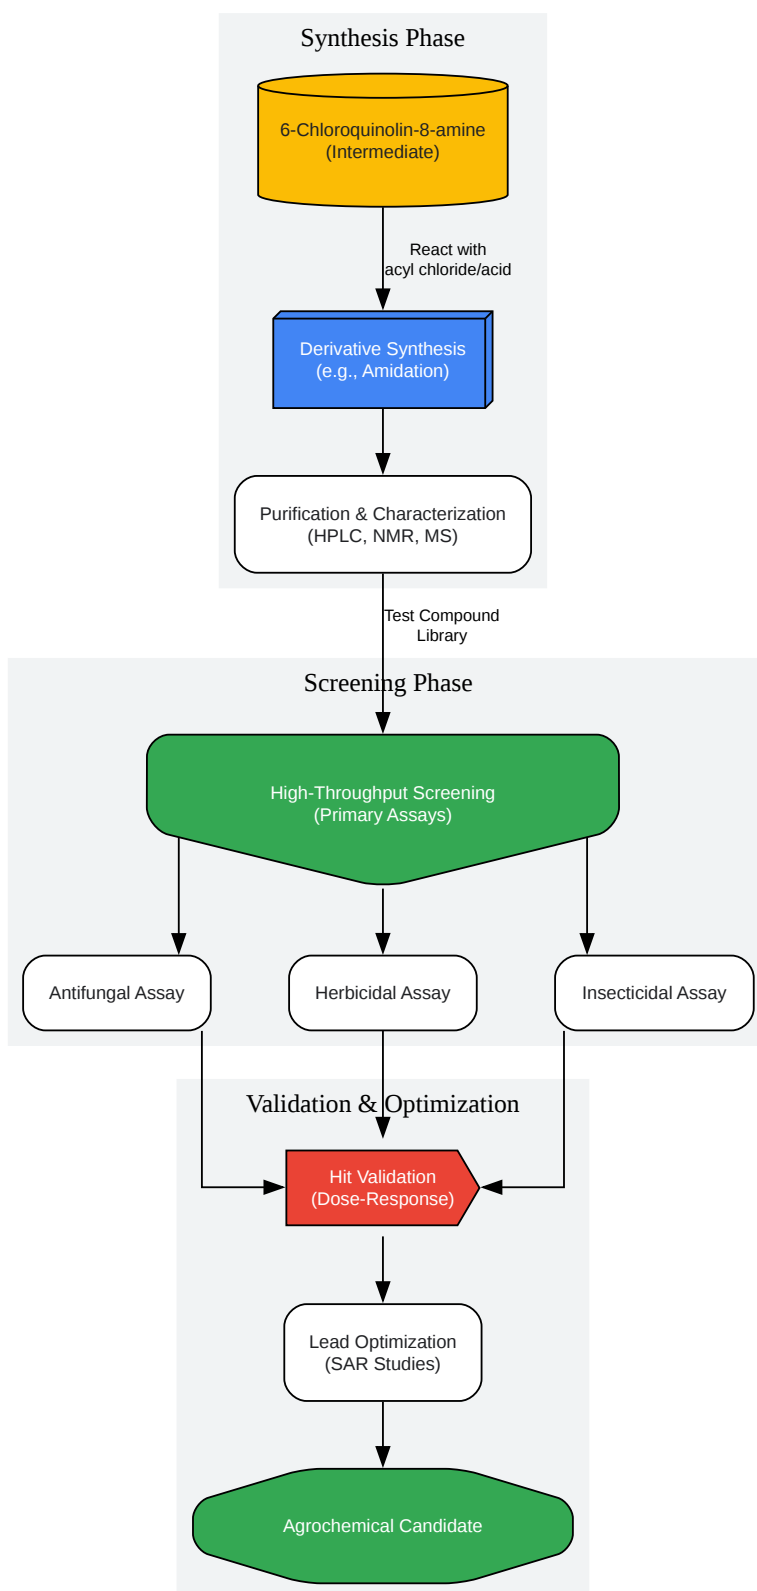 Synthesis Phase
6-Chloroquinolin-8-amine
(Intermediate)
React with
acyl chloride/acid
Derivative Synthesis
(e.g., Amidation)
Purification & Characterization
(HPLC, NMR, MS)
Test Compound
Library
Screening Phase
High-Throughput Screening
(Primary Assays)
Antifungal Assay
Herbicidal Assay
Insecticidal Assay
Validation & Optimization
Hit Validation
(Dose-Response)
Lead Optimization
(SAR Studies)
Agrochemical Candidate